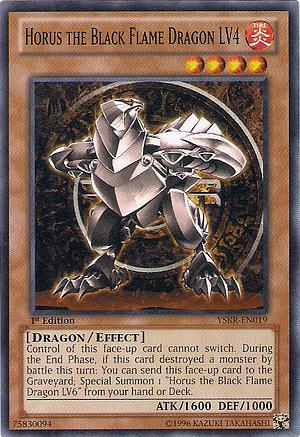 Horus the Black Flame Dragon LV4
FIRE
炎
YSKR-EN019
1st Edition
[Dragon/Effect]
Control of this face-up card cannot switch. During
the End Phase, if this card destroyed a monster by
battle this turn: You can send this face-up card to the
Graveyard; Special Summon 1 "Horus the Black Flame
Dragon LV6" from your hand or Deck.
ATK/1600 DEF/1000
75830094
©1996 KAZUKI TAKAHASHI